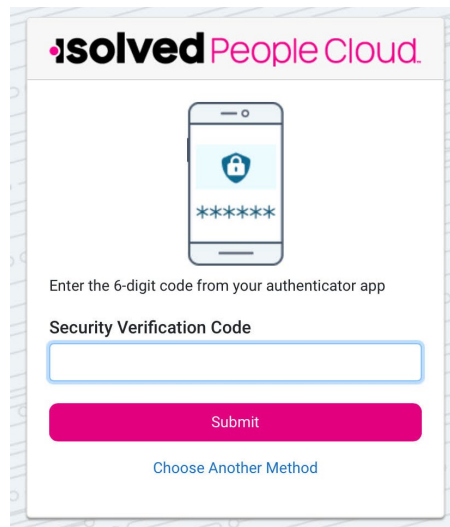 isolved People Cloud.
******
Enter the 6-digit code from your authenticator app
Security Verification Code
Submit
Choose Another Method